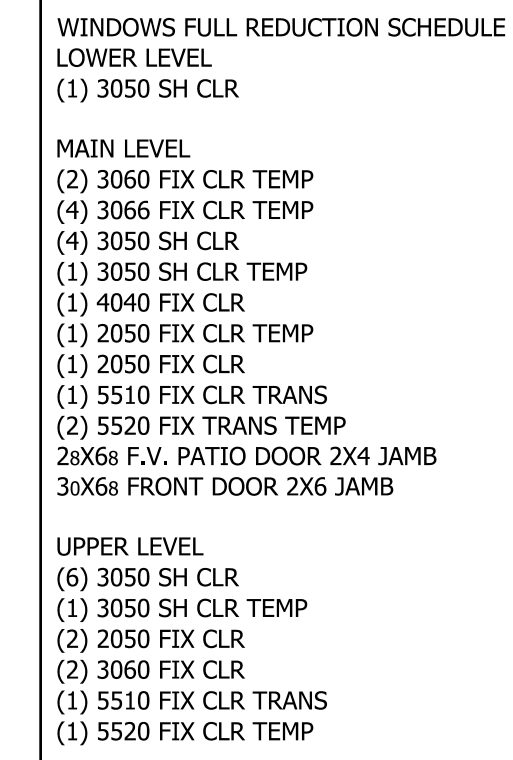 WINDOWS FULL REDUCTION SCHEDULE
LOWER LEVEL
(1) 3050 SH CLR
MAIN LEVEL
(2) 3060 FIX CLR TEMP
(4) 3066 FIX CLR TEMP
(4) 3050 SH CLR
(1) 3050 SH CLR TEMP
(1) 4040 FIX CLR
(1) 2050 FIX CLR TEMP
(1) 2050 FIX CLR
(1) 5510 FIX CLR TRANS
(2) 5520 FIX TRANS TEMP
28X68 F.V. PATIO DOOR 2X4 JAMB
30X68 FRONT DOOR 2X6 JAMB
UPPER LEVEL
(6) 3050 SH CLR
(1) 3050 SH CLR TEMP
(2) 2050 FIX CLR
(2) 3060 FIX CLR
(1) 5510 FIX CLR TRANS
(1) 5520 FIX CLR TEMP